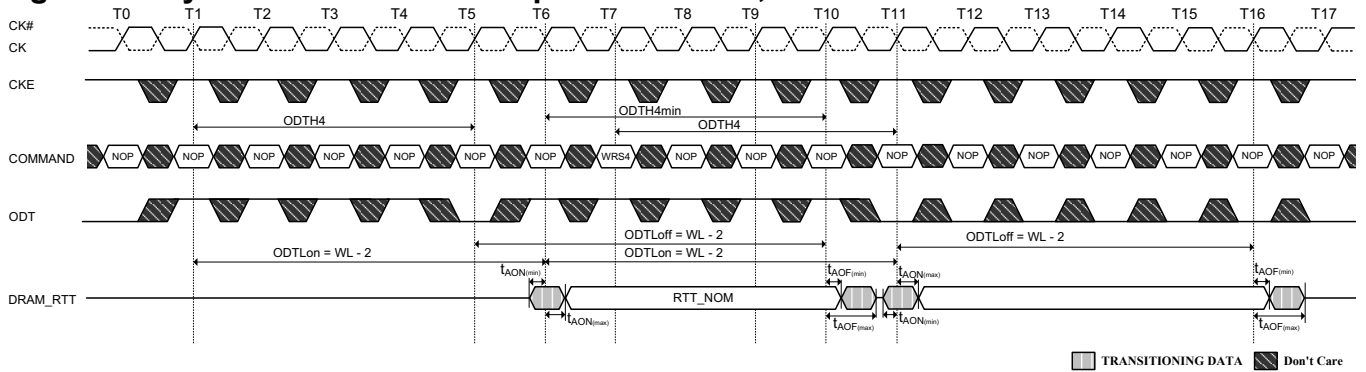 T0 T1 T2 T3 T4 T5 T6 T7 T8 T9 T10 T11 T12 T13 T14 T15 T16 T17
CK#
CK
CKE
ODTH4 ODTH4min
ODTH4
COMMAND NOP NOP NOP NOP NOP NOP NOP WRS4 NOP NOP NOP NOP NOP NOP NOP NOP NOP NOP
ODT
ODTLoff = WL - 2 ODTLoff = WL - 2
ODTLon = WL - 2 ODTLon = WL - 2
tAON(min) tAOF(min) tAON(max) tAOF(min)
DRAM_RTT RTT_NOM
tAON(max) tAOF(max) tAON(min) tAOF(max)
TRANSITIONING DATA Don't Care